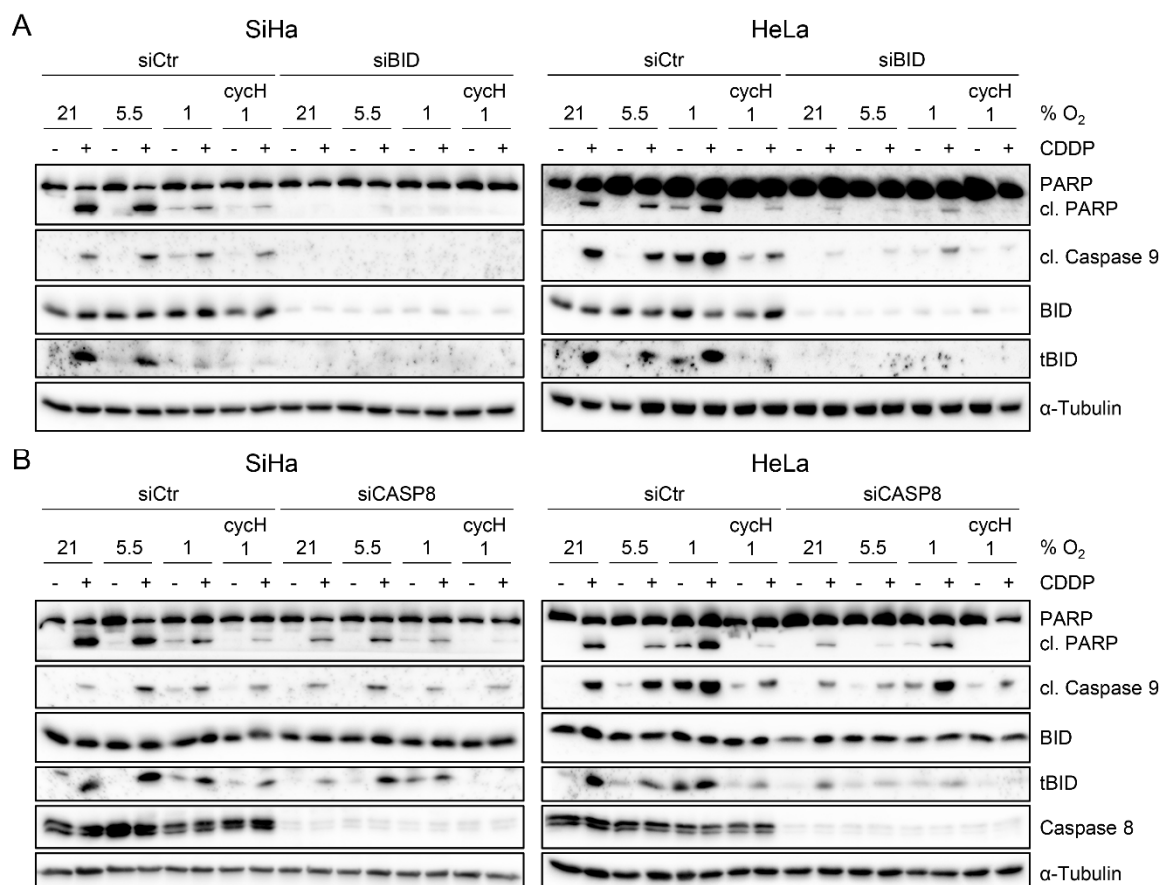 A
SiHa HeLa
siCtr siBID siCtr siBID
cycH cycH cycH cycH
21 5.5 1 1 21 5.5 1 1 21 5.5 1 1 21 5.5 1 1 % O₂
- + - + - + - + - + - + - + - + - + - + - + - + - + - + - + - + CDDP
PARP
cl. PARP
cl. Caspase 9
BID
tBID
α-Tubulin
B
SiHa HeLa
siCtr siCASP8 siCtr siCASP8
cycH cycH cycH cycH
21 5.5 1 1 21 5.5 1 1 21 5.5 1 1 21 5.5 1 1 % O₂
- + - + - + - + - + - + - + - + - + - + - + - + - + - + - + - + CDDP
PARP
cl. PARP
cl. Caspase 9
BID
tBID
Caspase 8
α-Tubulin